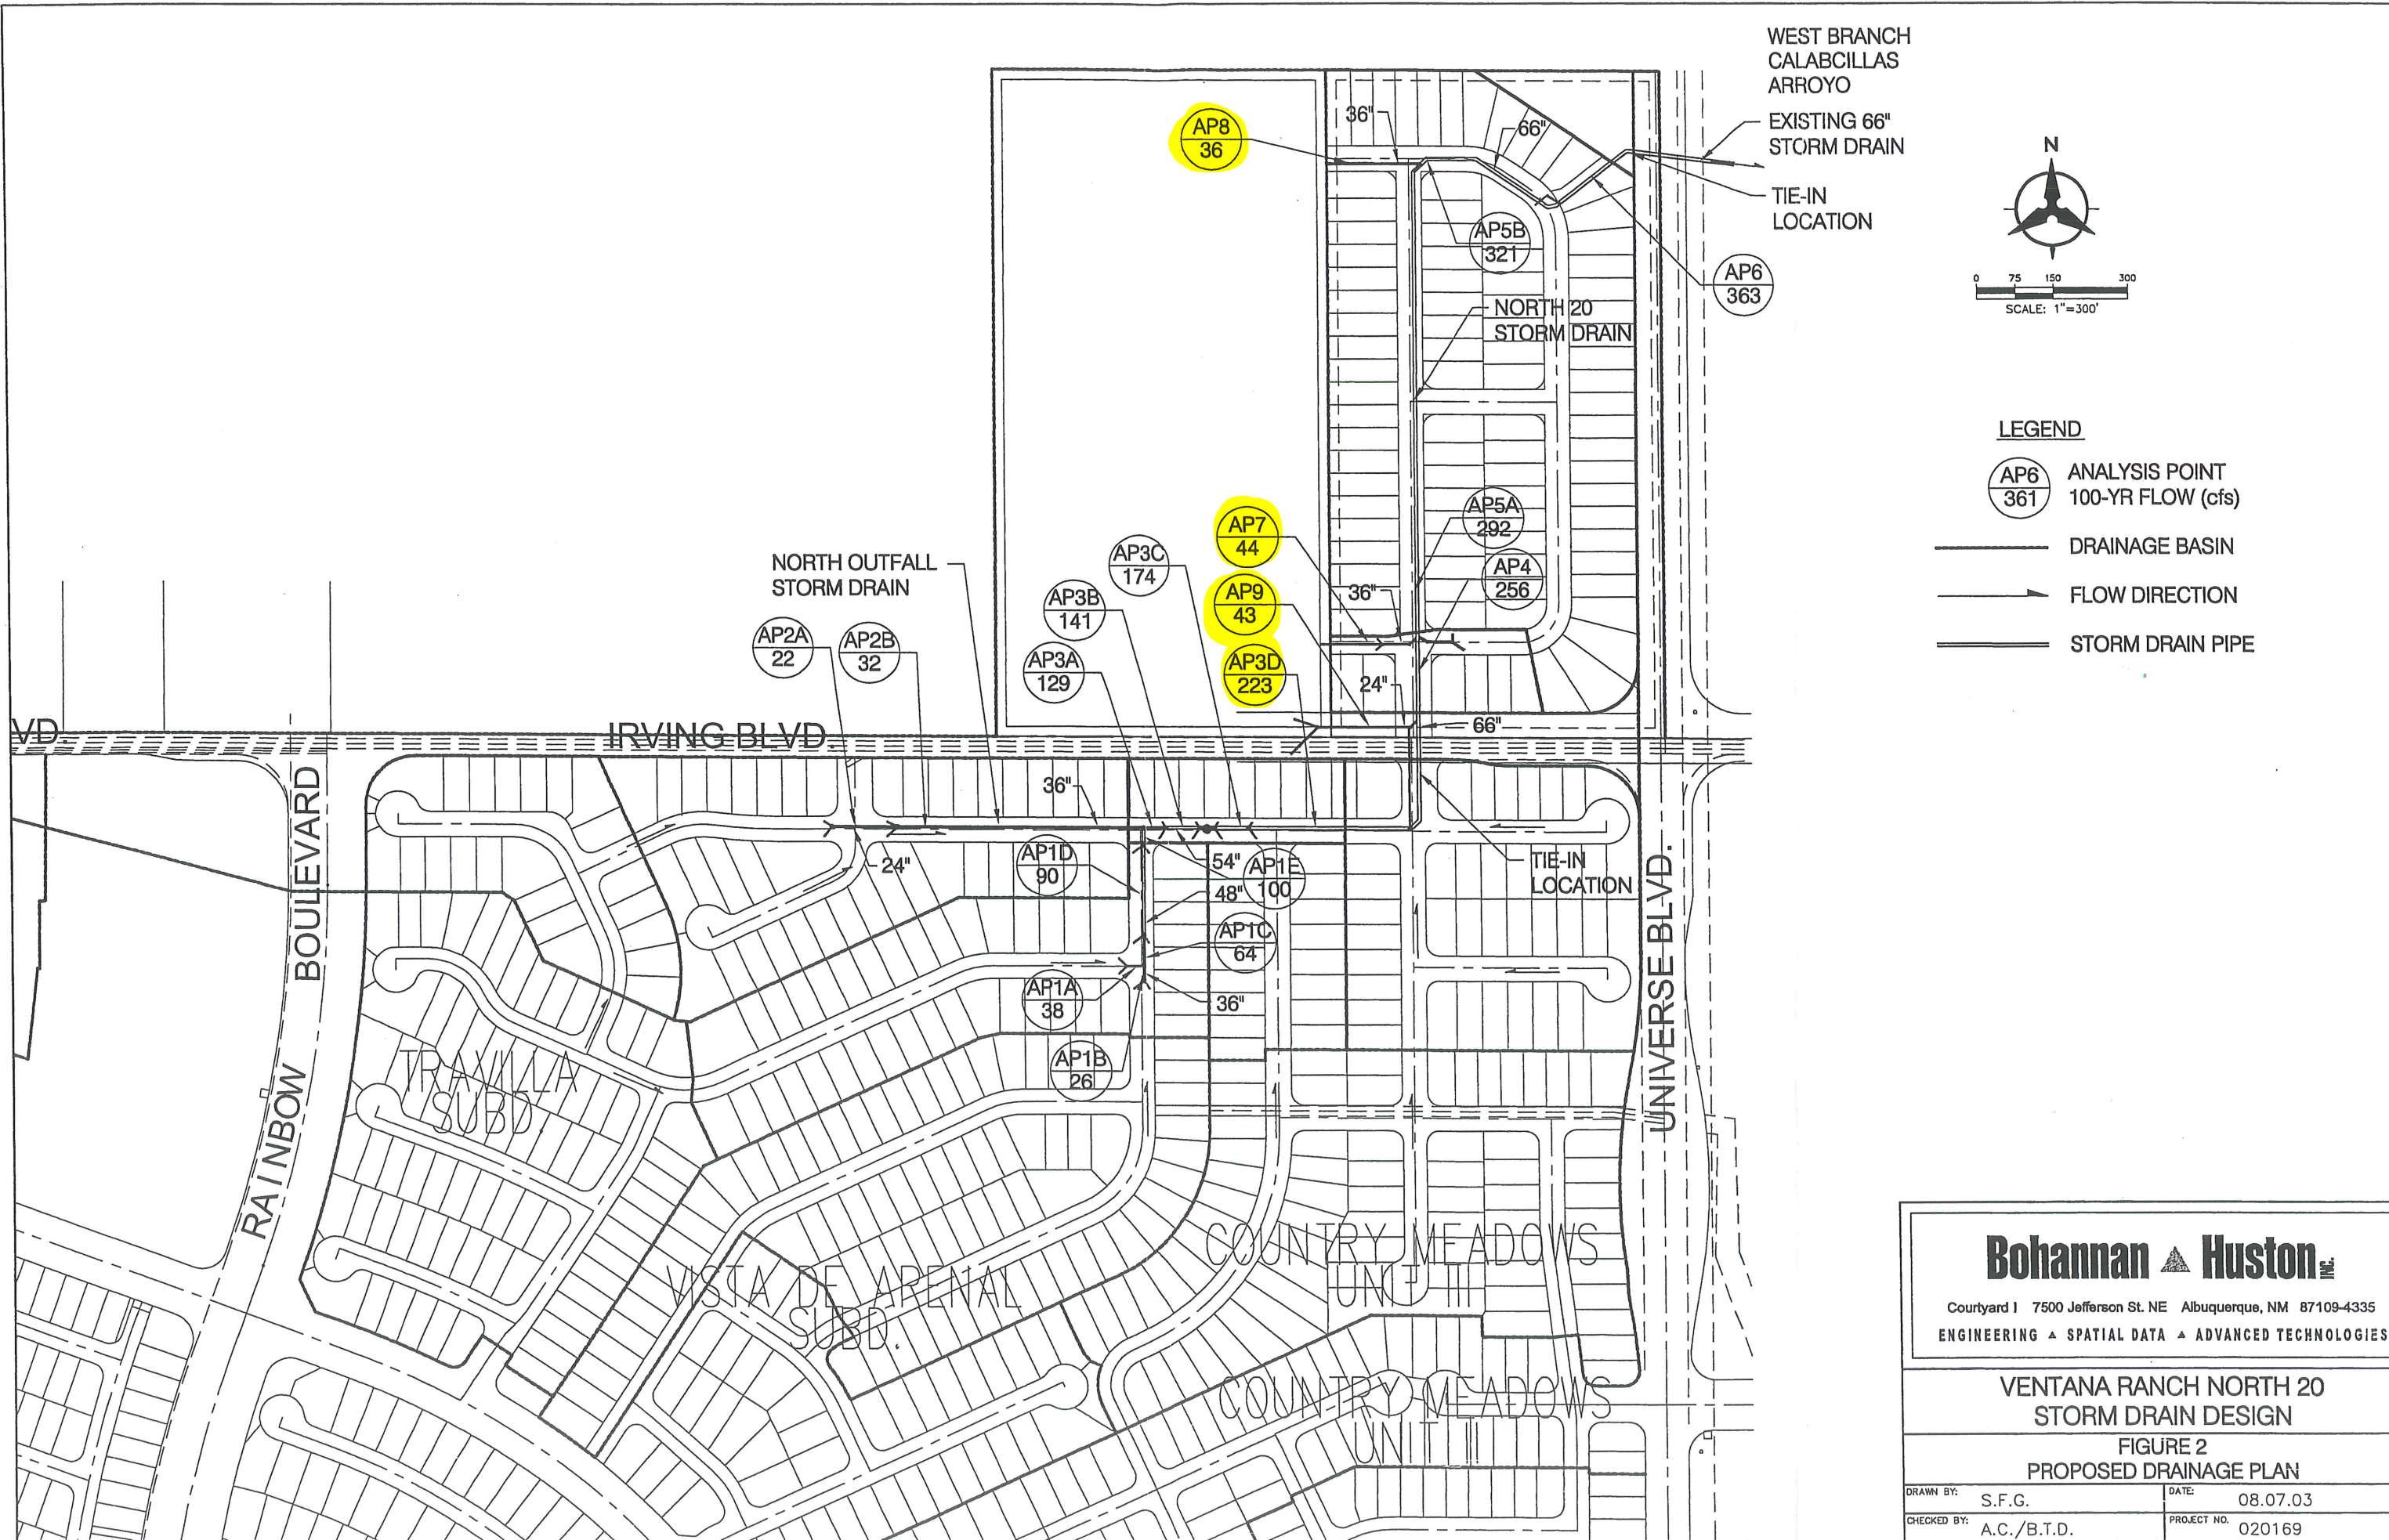 WEST BRANCH
CALABCILLAS
ARROYO
EXISTING 66"
STORM DRAIN
TIE-IN
LOCATION
AP8
36
36"
66"
AP5B
321
AP6
363
NORTH 20
STORM DRAIN
N
0 75 150 300
SCALE: 1"=300'
LEGEND
AP6
361
ANALYSIS POINT
100-YR FLOW (cfs)
DRAINAGE BASIN
FLOW DIRECTION
STORM DRAIN PIPE
AP5A
292
AP4
256
AP7
44
AP9
43
AP3D
223
36"
24"
66"
AP3C
174
AP3B
141
AP3A
129
NORTH OUTFALL
STORM DRAIN
AP2A
22
AP2B
32
VD.
IRVING BLVD.
BOULEVARD
RAINBOW
UNIVERSE BLVD.
36"
24"
AP1D
90
54"
AP1E
100
48"
AP1C
64
AP1A
38
36"
AP1B
26
TIE-IN
LOCATION
TRAVILLA
SUBD.
VISTA DE ARENAL
SUBD.
COUNTRY MEADOWS
UNIT III
COUNTRY MEADOWS
UNIT II
Bohannan Huston INC.
Courtyard I 7500 Jefferson St. NE Albuquerque, NM 87109-4335
ENGINEERING ▲ SPATIAL DATA ▲ ADVANCED TECHNOLOGIES
VENTANA RANCH NORTH 20
STORM DRAIN DESIGN
FIGURE 2
PROPOSED DRAINAGE PLAN
DRAWN BY: S.F.G.
DATE: 08.07.03
CHECKED BY: A.C./B.T.D.
PROJECT NO. 020169